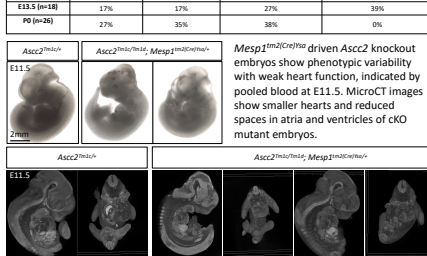 E13.5 (n=18) 17% 17% 27% 39%
P0 (n=26) 27% 35% 38% 0%
Ascc2Tm1c/+ Ascc2Tm1c/Tm1d; Mesp1tm2(Cre)Ysa/+
E11.5
2mm
Mesp1tm2(Cre)Ysa driven Ascc2 knockout
embryos show phenotypic variability
with weak heart function, indicated by
pooled blood at E11.5. MicroCT images
show smaller hearts and reduced
spaces in atria and ventricles of cKO
mutant embryos.
Ascc2Tm1c/+ Ascc2Tm1c/Tm1d; Mesp1tm2(Cre)Ysa/+
E11.5